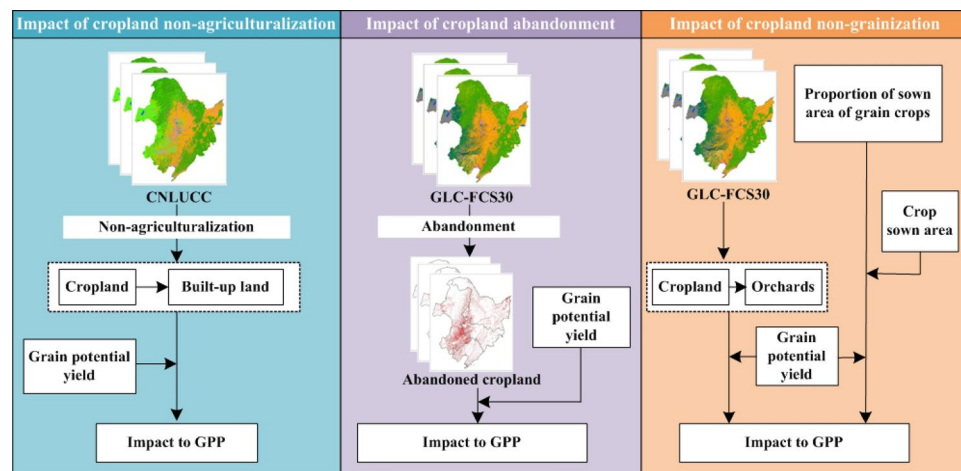 Impact of cropland non-agriculturalization
CNLUCC
Non-agriculturalization
Cropland
Built-up land
Grain potential
yield
Impact to GPP
Impact of cropland abandonment
GLC-FCS30
Abandonment
Grain
potential
yield
Abandoned cropland
Impact to GPP
Impact of cropland non-grainization
Proportion of sown
area of grain crops
GLC-FCS30
Crop
sown area
Cropland
Orchards
Grain
potential
yield
Impact to GPP